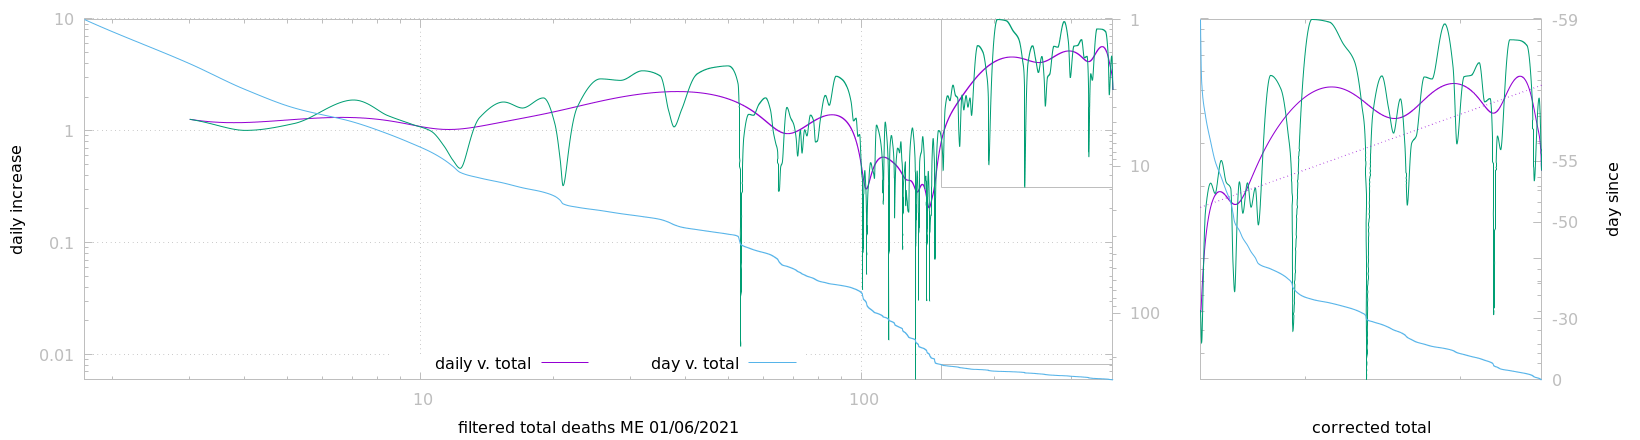 10
1
0.1
0.01
daily increase
10
100
filtered total deaths ME 01/06/2021
daily v. total
day v. total
1
10
100
-59
-55
-50
-30
0
day since
corrected total